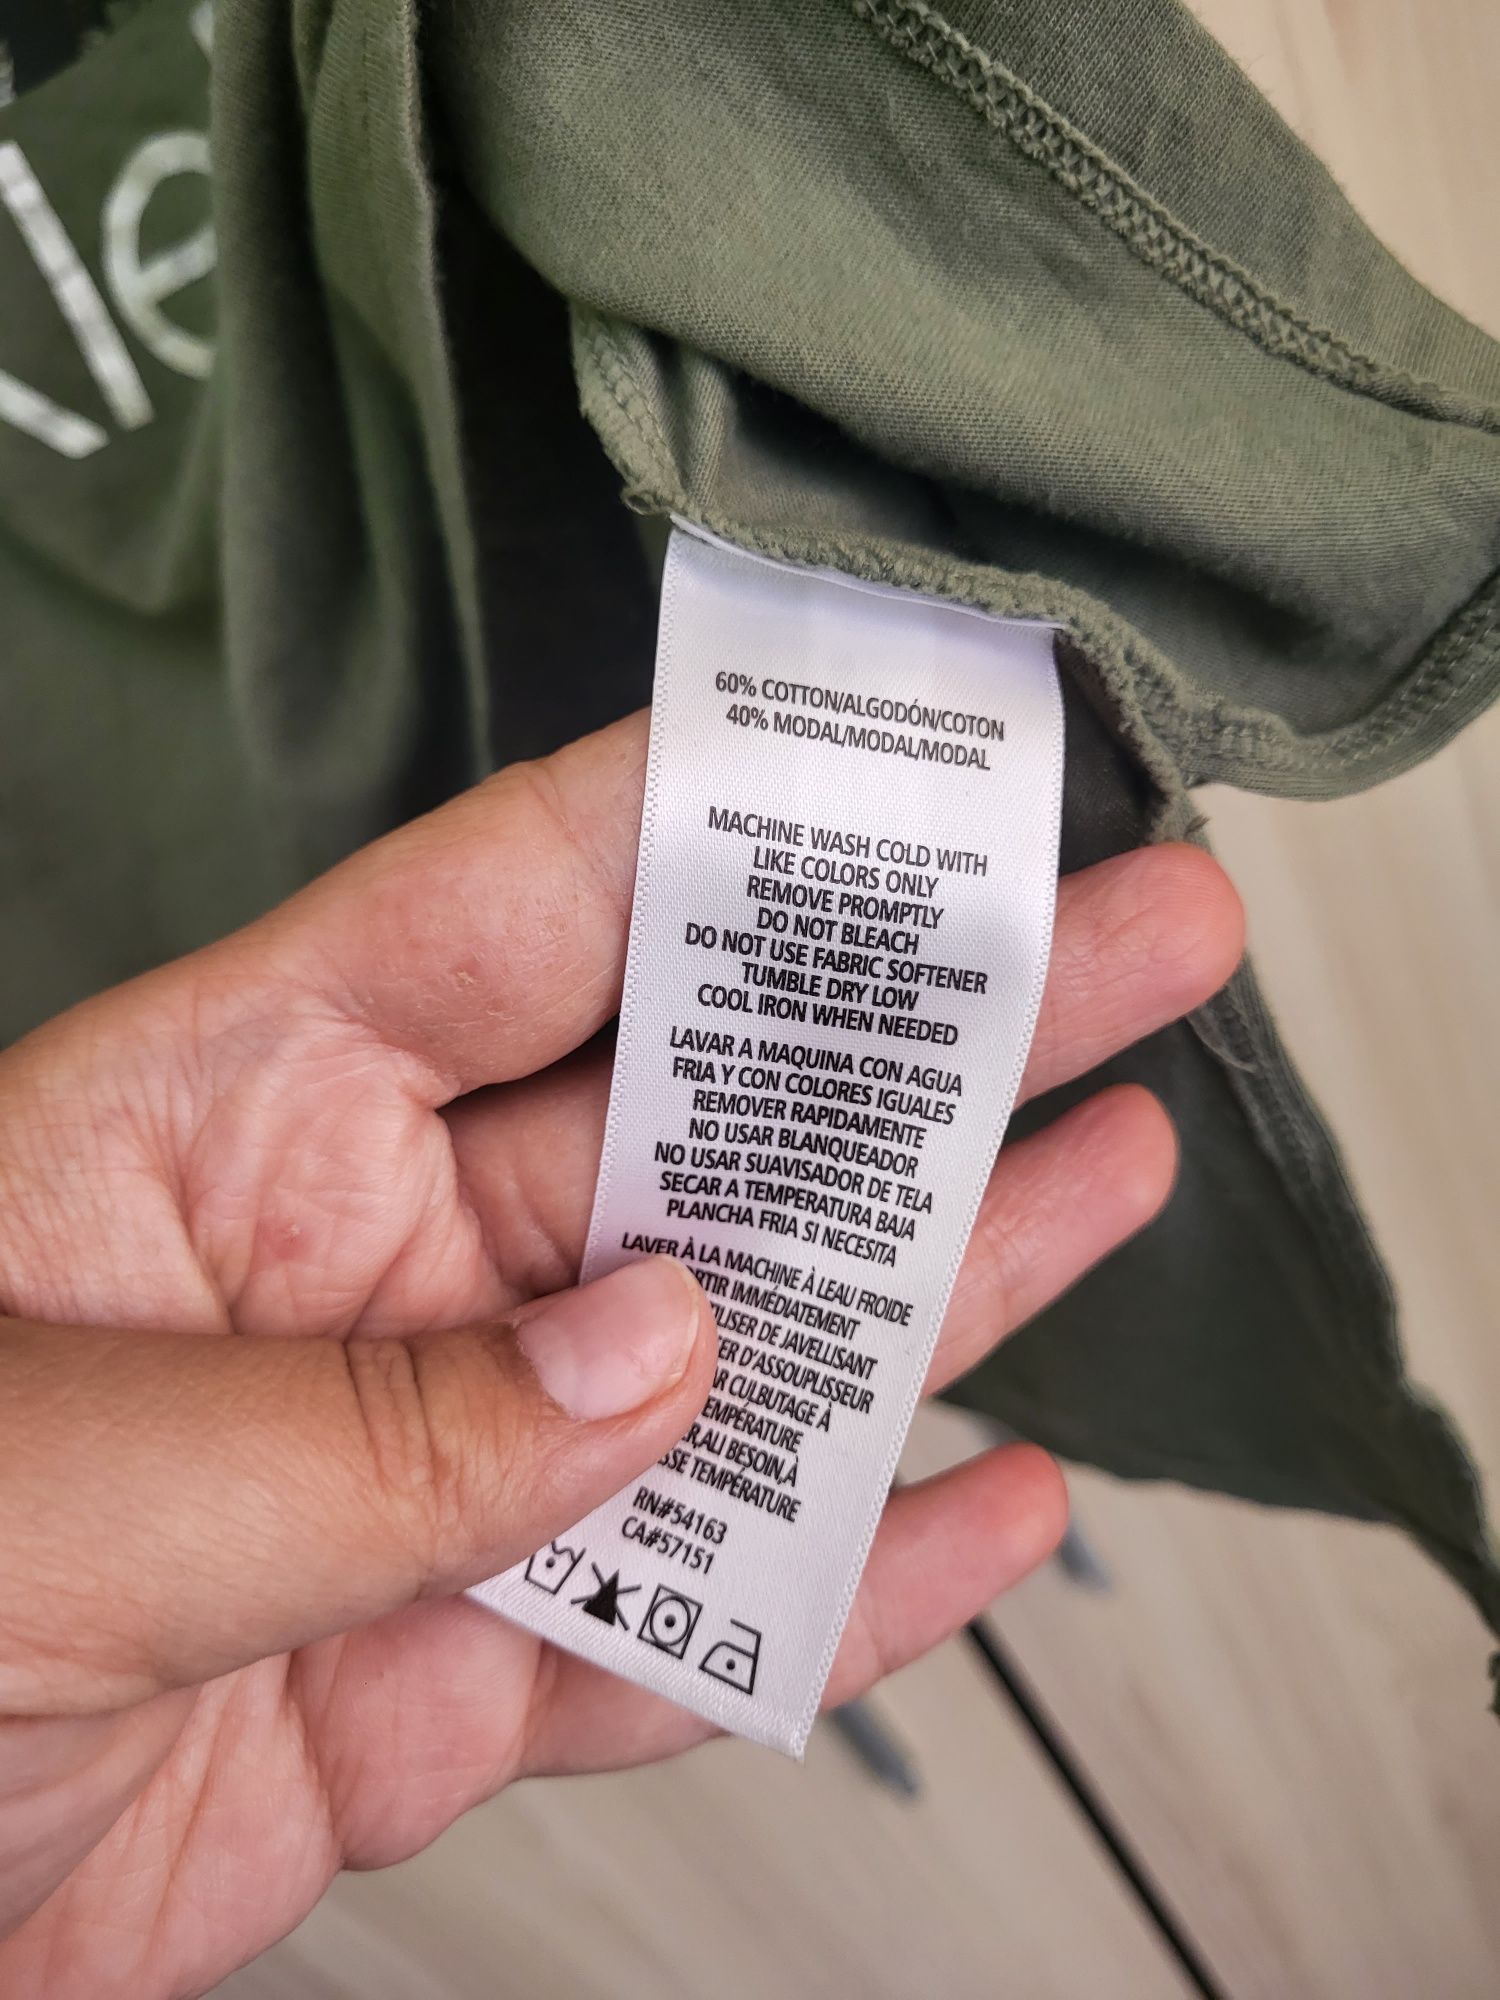 Ne
60% COTTON/ALGODÓN/COTON
40% MODAL/MODAL/MODAL
MACHINE WASH COLD WITH
LIKE COLORS ONLY
REMOVE PROMPTLY
DO NOT BLEACH
DO NOT USE FABRIC SOFTENER
TUMBLE DRY LOW
COOL IRON WHEN NEEDED
LAVAR A MAQUINA CON AGUA
FRIA Y CON COLORES IGUALES
REMOVER RAPIDAMENTE
NO USAR BLANQUEADOR
NO USAR SUAVISADOR DE TELA
SECAR A TEMPERATURA BAJA
PLANCHA FRIA SI NECESITA
LAVER À LA MACHINE À LEAU FROIDE
IMMÉDIATEMENT
DE JAVELLISANT
D'ASSOUPLISSEUR
CULBUTAGE À
TEMPÉRATURE
BESOIN,À
TEMPÉRATURE
RN#54163
CA#57151